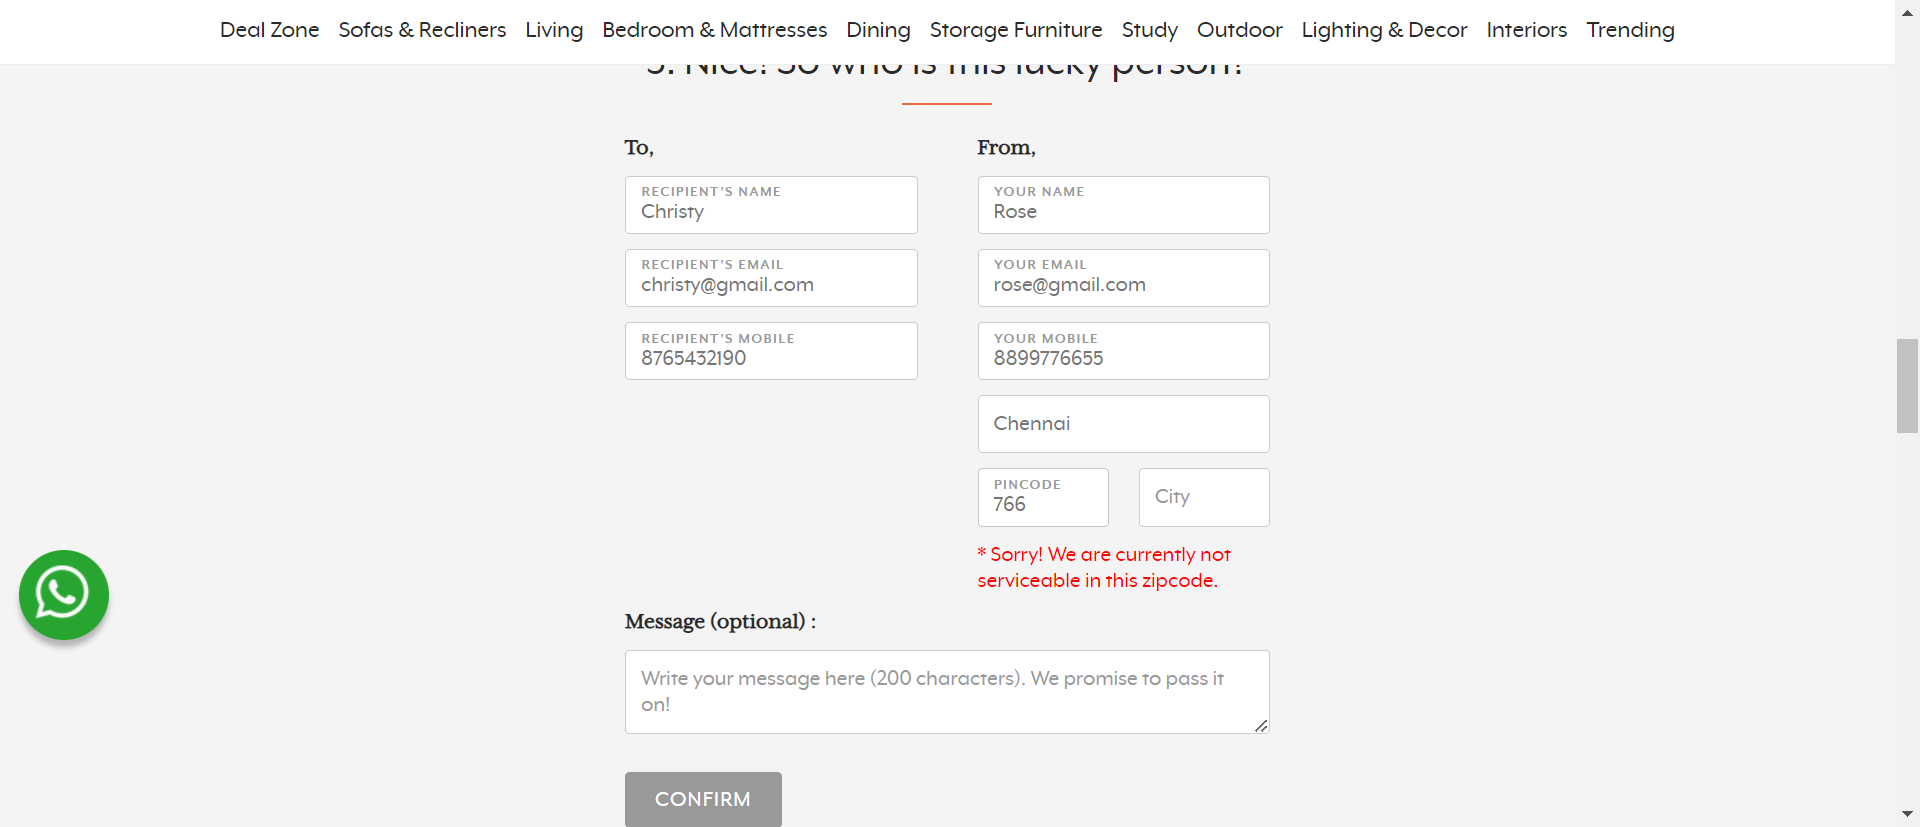 Deal Zone Sofas & Recliners Living Bedroom & Mattresses Dining Storage Furniture Study Outdoor Lighting & Decor Interiors Trending
3. Nice! So who is this lucky person?
To,
From,
RECIPIENT'S NAME
Christy
YOUR NAME
Rose
RECIPIENT'S EMAIL
christy@gmail.com
YOUR EMAIL
rose@gmail.com
RECIPIENT'S MOBILE
8765432190
YOUR MOBILE
8899776655
Chennai
PINCODE
766
City
* Sorry! We are currently not
serviceable in this zipcode.
Message (optional) :
Write your message here (200 characters). We promise to pass it
on!
CONFIRM